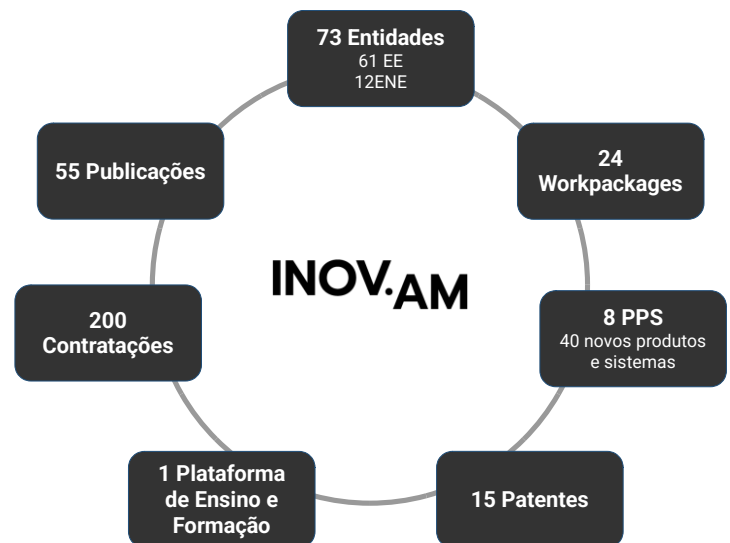 73 Entidades
61 EE
12ENE
24
Workpackages
8 PPS
40 novos produtos
e sistemas
15 Patentes
1 Plataforma
de Ensino e
Formação
200
Contratações
55 Publicações
INOV.AM